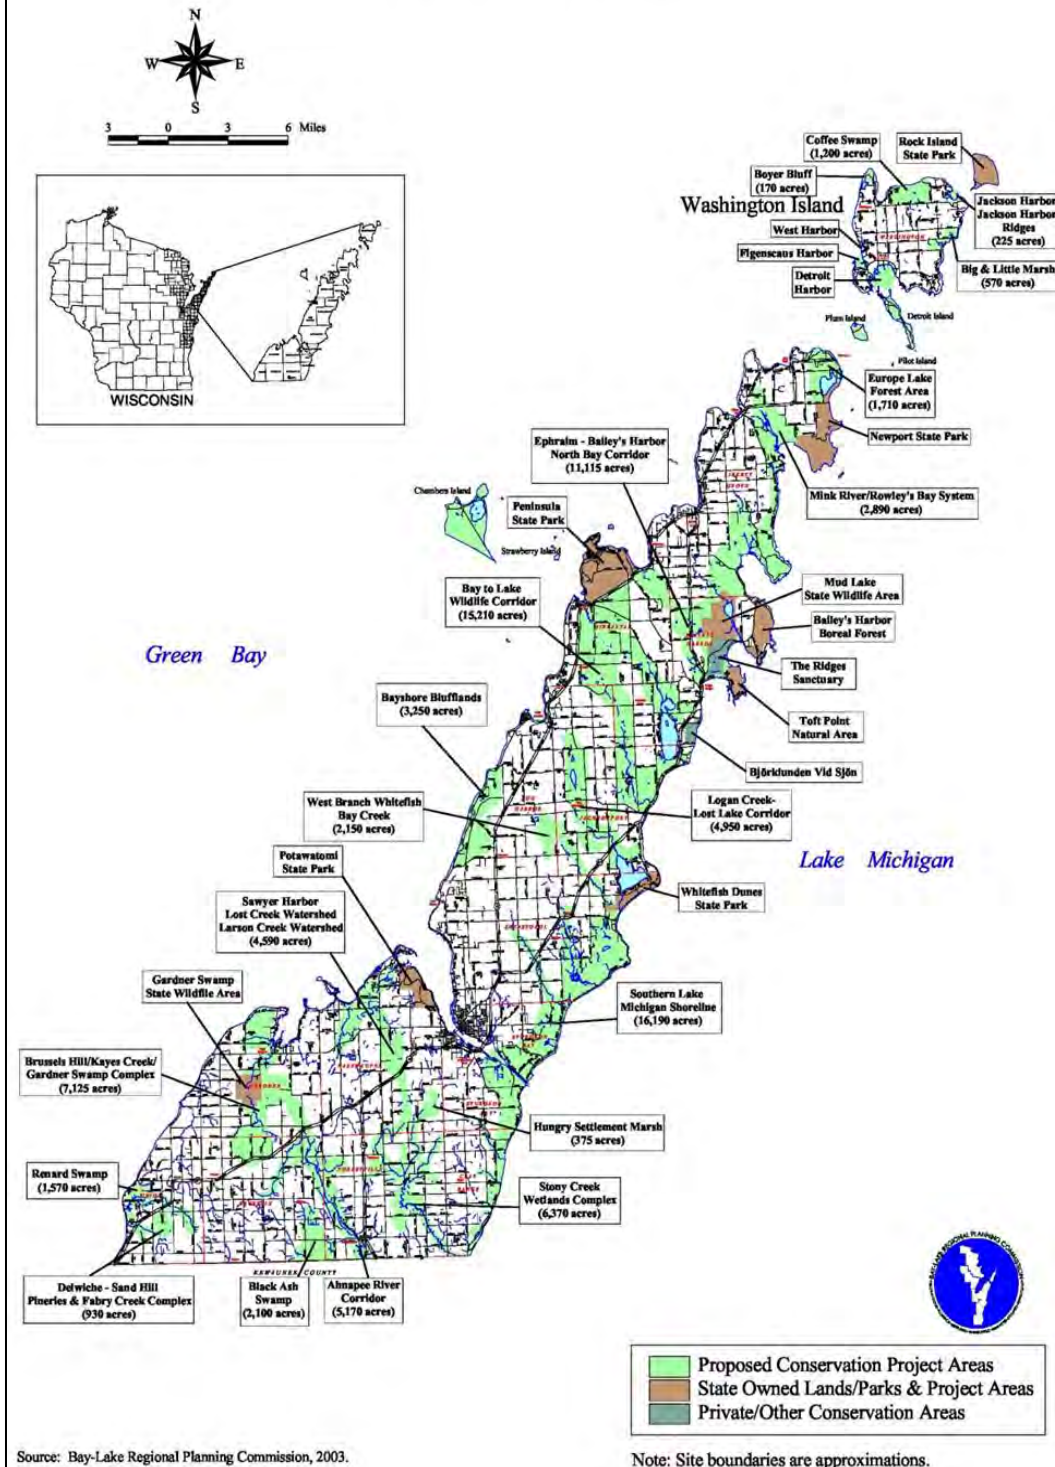 N
W E
S
3 0 3 6 Miles
WISCONSIN
Coffee Swamp
(1,200 acres)
Rock Island
State Park
Boyer Bluff
(170 acres)
Washington Island
Jackson Harbor
Jackson Harbor
Ridges
(225 acres)
West Harbor
Figenscaus Harbor
Detroit
Harbor
Big & Little Marsh
(570 acres)
Plum Island
Detroit Island
Pilot Island
Europe Lake
Forest Area
(1,710 acres)
Newport State Park
Ephraim - Bailey's Harbor
North Bay Corridor
(11,115 acres)
Mink River/Rowley's Bay System
(2,890 acres)
Chambers Island
Peninsula
State Park
Strawberry Island
Bay to Lake
Wildlife Corridor
(15,210 acres)
Mud Lake
State Wildlife Area
Bailey's Harbor
Boreal Forest
Green Bay
The Ridges
Sanctuary
Bayshore Blufflands
(3,250 acres)
Toft Point
Natural Area
Björklunden Vid Sjön
West Branch Whitefish
Bay Creek
(2,150 acres)
Logan Creek-
Lost Lake Corridor
(4,950 acres)
Lake Michigan
Potawatomi
State Park
Whitefish Dunes
State Park
Sawyer Harbor
Lost Creek Watershed
Larson Creek Watershed
(4,590 acres)
Gardner Swamp
State Wildfile Area
Southern Lake
Michigan Shoreline
(16,190 acres)
Brussels Hill/Kayes Creek/
Gardner Swamp Complex
(7,125 acres)
Hungry Settlement Marsh
(375 acres)
Renard Swamp
(1,570 acres)
Stony Creek
Wetlands Complex
(6,370 acres)
KEWAUNEE COUNTY
Delwiche - Sand Hill
Pineries & Fabry Creek Complex
(930 acres)
Black Ash
Swamp
(2,100 acres)
Ahnapee River
Corridor
(5,170 acres)
BAY-LAKE REGIONAL PLANNING COMMISSION
Proposed Conservation Project Areas
State Owned Lands/Parks & Project Areas
Private/Other Conservation Areas
Source: Bay-Lake Regional Planning Commission, 2003.
Note: Site boundaries are approximations.